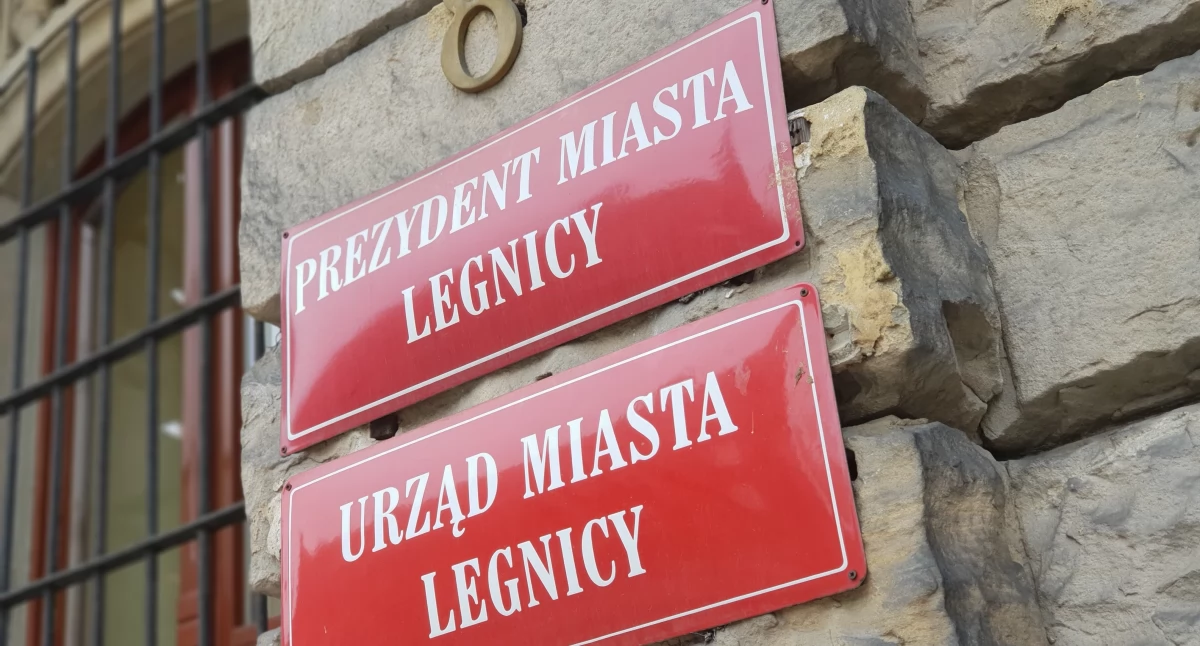 PREZYDENT MIASTA
LEGNICY
URZĄD MIASTA
LEGNICY